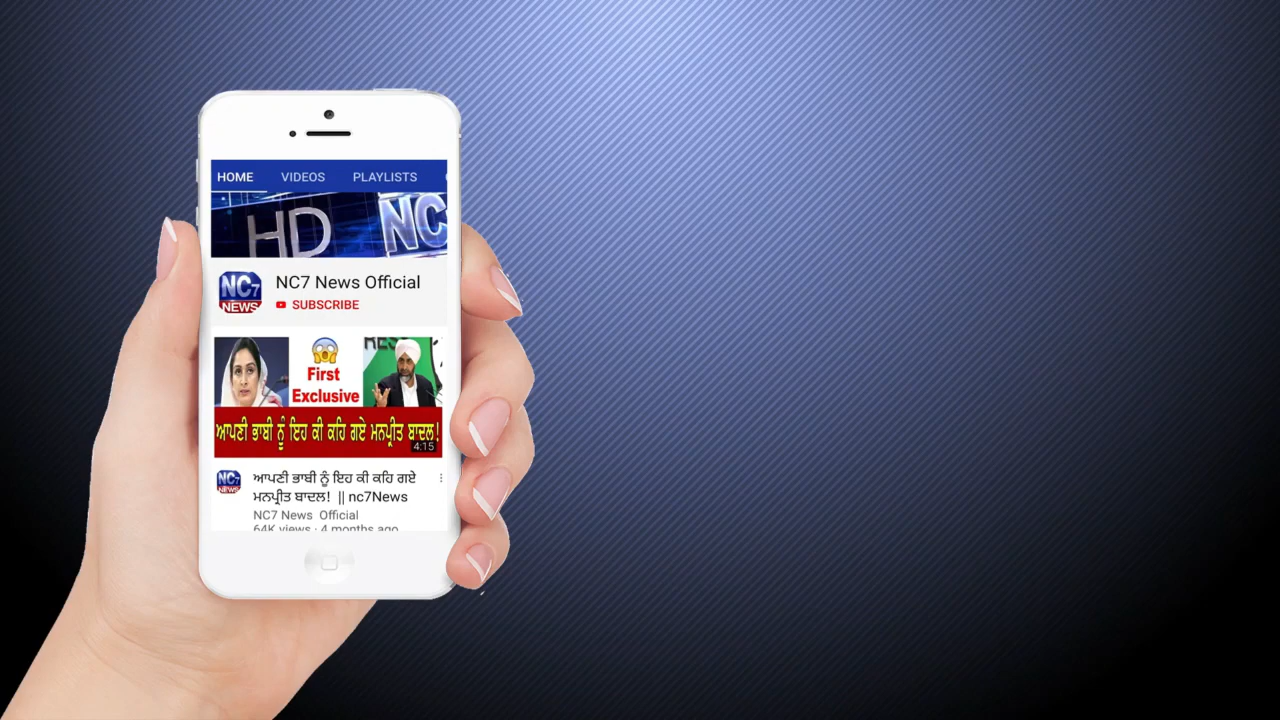 HOME VIDEOS PLAYLISTS
HD NC
NC7 NEWS
NC7 News Official
SUBSCRIBE
First
Exclusive
ਆਪਣੀ ਭਾਬੀ ਨੂੰ ਇਹ ਕੀ ਕਹਿ ਗਏ ਮਨਪ੍ਰੀਤ ਬਾਦਲ!
4:15
NC7 NEWS
ਆਪਣੀ ਭਾਬੀ ਨੂੰ ਇਹ ਕੀ ਕਹਿ ਗਏ
ਮਨਪ੍ਰੀਤ ਬਾਦਲ! || nc7News
NC7 News Official
64K views · 4 months ago